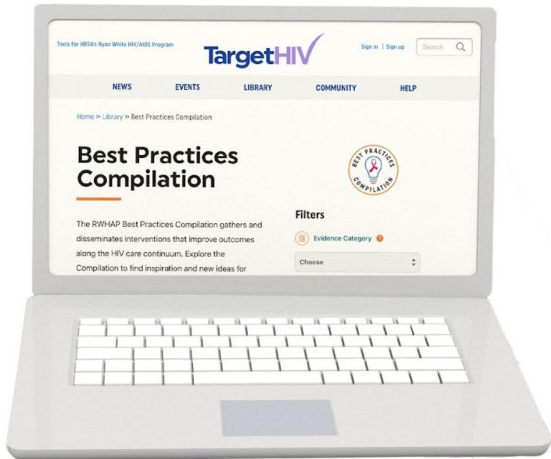 Tools for HRSA's Ryan White HIV/AIDS Program
TargetHIV
Sign in | Sign up
Search
NEWS EVENTS LIBRARY COMMUNITY HELP
Home » Library » Best Practices Compilation
Best Practices
Compilation
BEST PRACTICES
COMPILATION
The RWHAP Best Practices Compilation gathers and
disseminates interventions that improve outcomes
along the HIV care continuum. Explore the
Compilation to find inspiration and new ideas for
Filters
Evidence Category ?
Choose